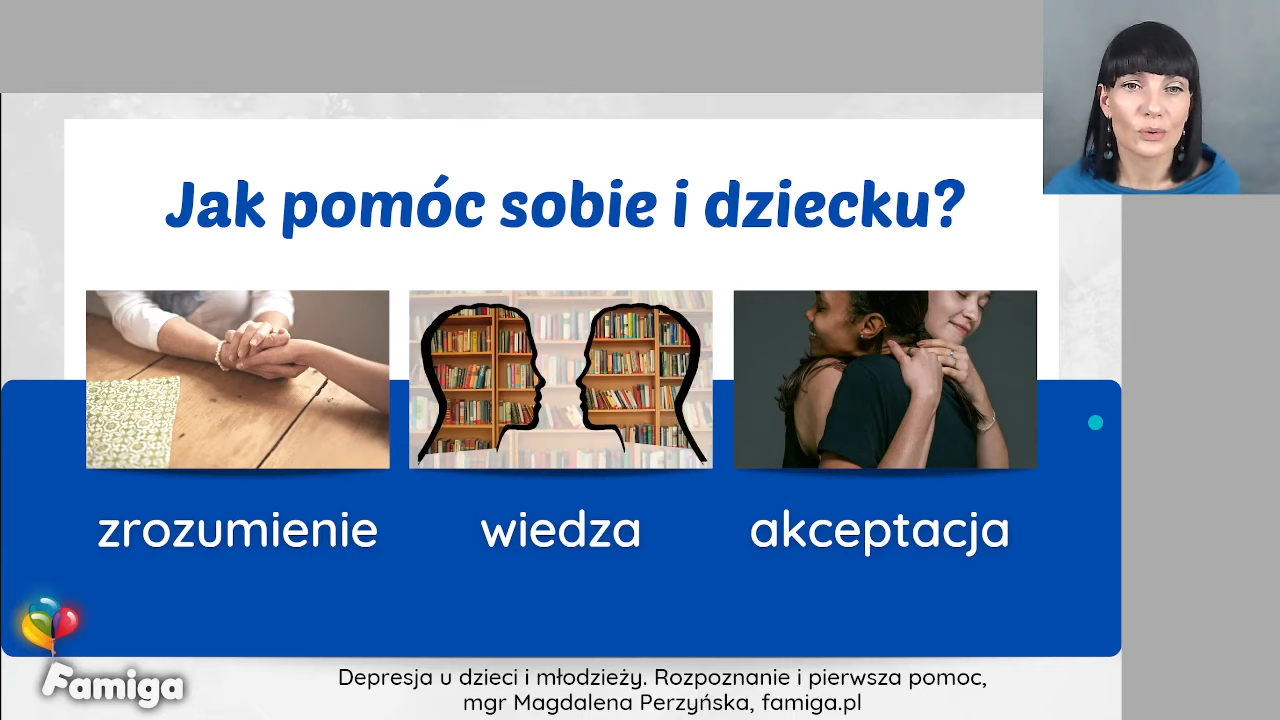 Jak pomóc sobie i dziecku?
zrozumienie
wiedza
akceptacja
Famiga
Depresja u dzieci i młodzieży. Rozpoznanie i pierwsza pomoc,
mgr Magdalena Perzyńska, famiga.pl